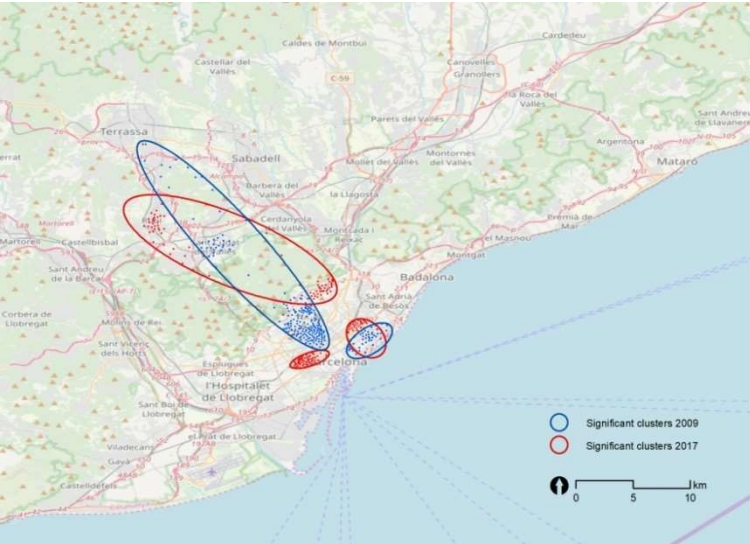 Cardedeu
Caldes de Montbui
Castellar del
Vallès
Canovelles
Granollers
C-59
la Roca del
Vallès
Sant Andreu
de Llavaneres
Parets del Vallès
Terrassa
Argentona
Sabadell
Mollet del Vallès
Montornès
del Vallès
Mataró
Barberà del
Vallès
la Llagosta
Premià de
Mar
Cerdanyola
del Vallès
Martorell
Montcada i
Reixac
el Masnou
Martorell
Castellbisbal
Montgat
Sant Andreu
de la Barca
Badalona
Sant Adrià
de Besòs
Corbera de
Llobregat
Molins de Rei
Sant Vicenç
dels Horts
Barcelona
Esplugues
de Llobregat
l'Hospitalet
de Llobregat
Sant Boi de
Llobregat
Significant clusters 2009
el Prat de Llobregat
Viladecans
Significant clusters 2017
Gavà
Castelldefels
km
0 5 10